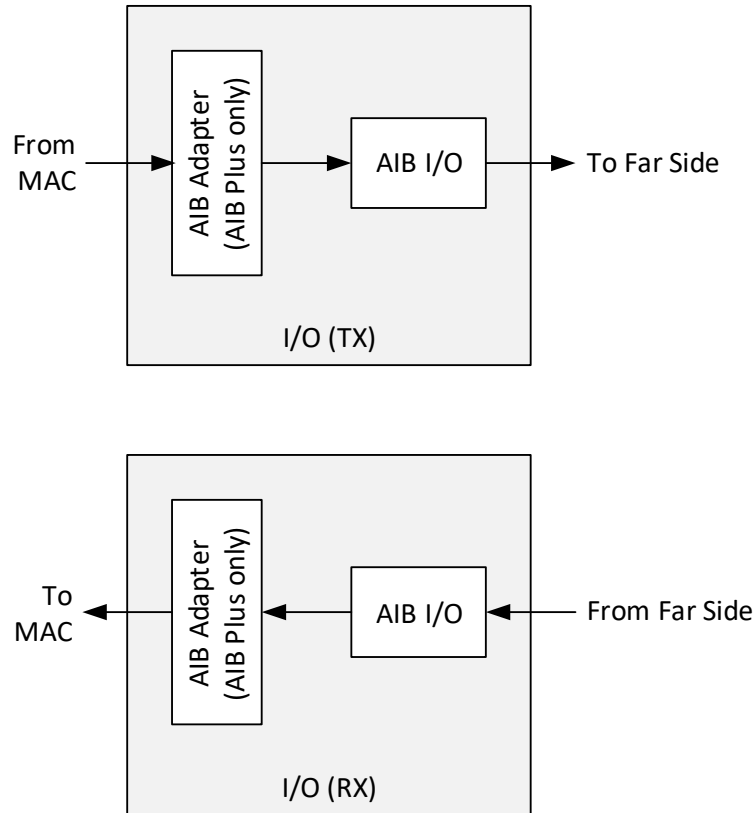 From
MAC
AIB Adapter
(AIB Plus only)
AIB I/O
To Far Side
I/O (TX)
To
MAC
AIB Adapter
(AIB Plus only)
AIB I/O
From Far Side
I/O (RX)